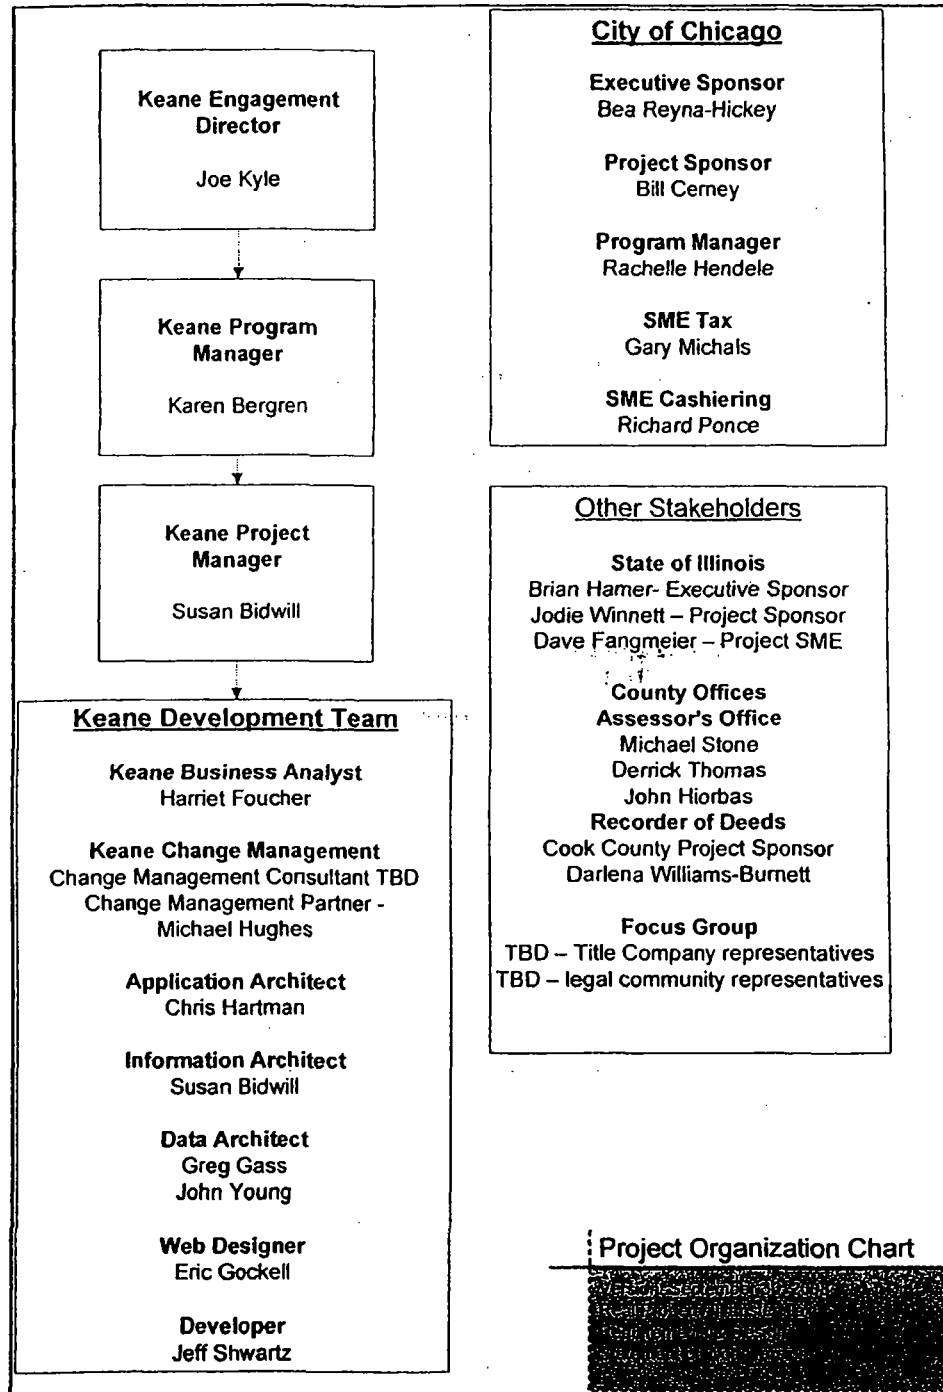 Keane Engagement
Director
Joe Kyle
Keane Program
Manager
Karen Bergren
Keane Project
Manager
Susan Bidwill
Keane Development Team
Keane Business Analyst
Harriet Foucher
Keane Change Management
Change Management Consultant TBD
Change Management Partner -
Michael Hughes
Application Architect
Chris Hartman
Information Architect
Susan Bidwill
Data Architect
Greg Gass
John Young
Web Designer
Eric Gockell
Developer
Jeff Shwartz
City of Chicago
Executive Sponsor
Bea Reyna-Hickey
Project Sponsor
Bill Cerney
Program Manager
Rachelle Hendele
SME Tax
Gary Michals
SME Cashiering
Richard Ponce
Other Stakeholders
State of Illinois
Brian Hamer- Executive Sponsor
Jodie Winnett – Project Sponsor
Dave Fangmeier – Project SME
County Offices
Assessor's Office
Michael Stone
Derrick Thomas
John Hiorbas
Recorder of Deeds
Cook County Project Sponsor
Darlena Williams-Burnett
Focus Group
TBD – Title Company representatives
TBD – legal community representatives
Project Organization Chart